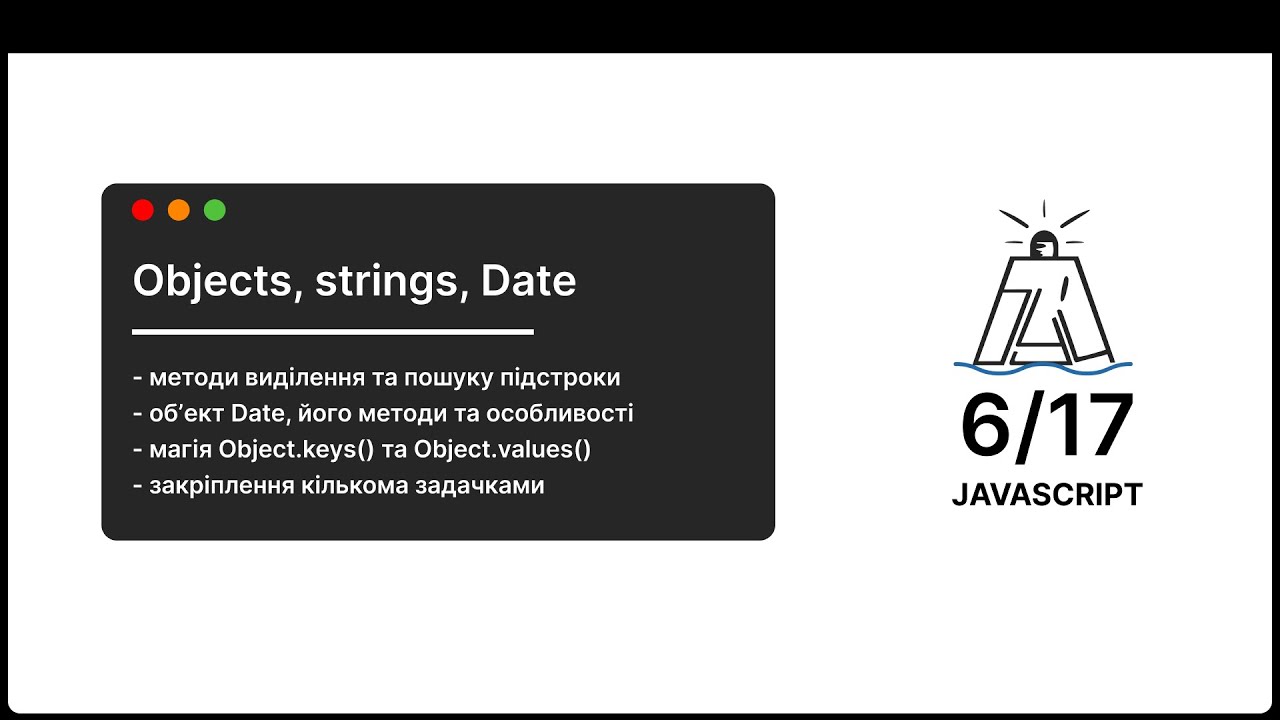 Objects, strings, Date
- методи виділення та пошуку підстроки
- об’ект Date, його методи та особливості
- магія Object.keys() та Object.values()
- закріплення кількома задачками
6/17
JAVASCRIPT